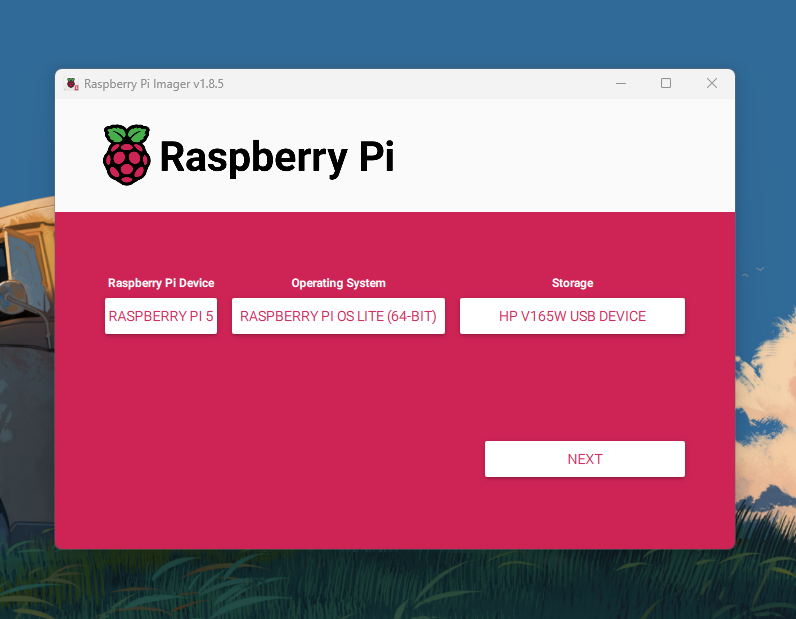 Raspberry Pi Imager v1.8.5
Raspberry Pi
Raspberry Pi Device
Operating System
Storage
RASPBERRY PI 5
RASPBERRY PI OS LITE (64-BIT)
HP V165W USB DEVICE
NEXT